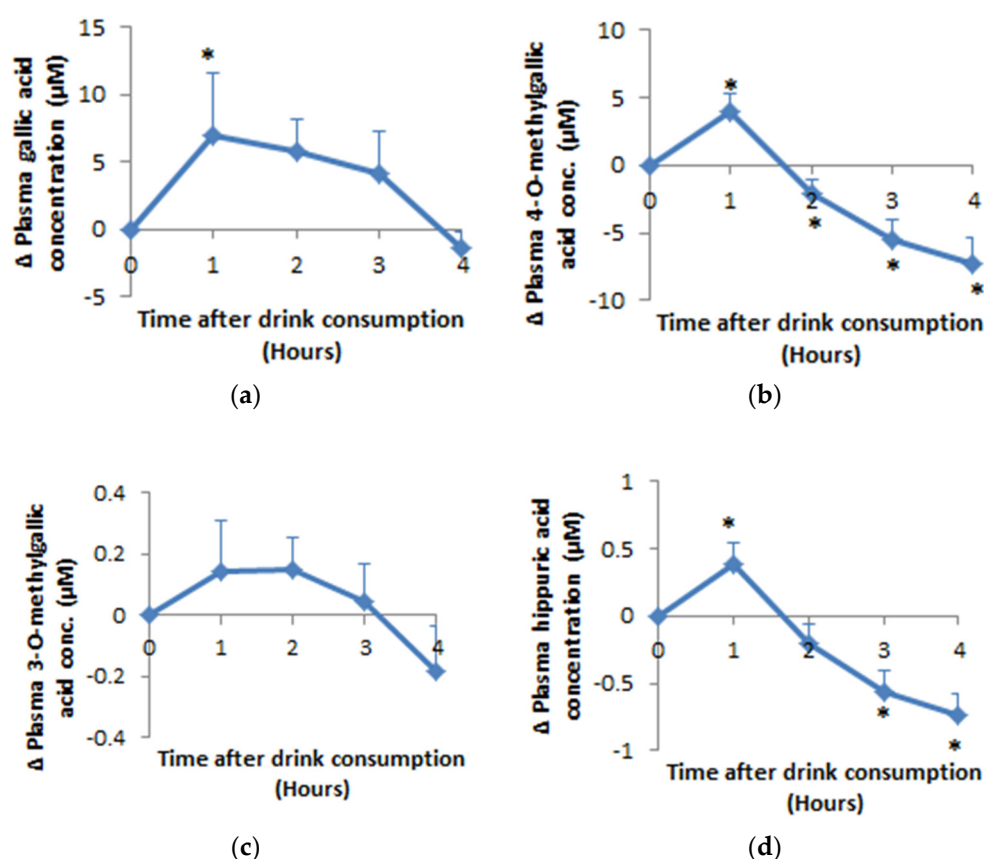 Δ Plasma gallic acid
concentration (µM)
15
10
5
0
-5
*
0 1 2 3 4
Time after drink consumption
(Hours)
(a)
Δ Plasma 4-O-methylgallic
acid conc. (µM)
10
5
0
-5
-10
*
0 1 2 3 4
*
*
*
Time after drink consumption
(Hours)
(b)
Δ Plasma 3-O-methylgallic
acid conc. (µM)
0.4
0.2
0
-0.2
-0.4
0 1 2 3 4
Time after drink consumption
(Hours)
(c)
Δ Plasma hippuric acid
concentration (µM)
1
0.5
0
-0.5
-1
*
0 1 2 3 4
*
*
Time after drink consumption
(Hours)
(d)